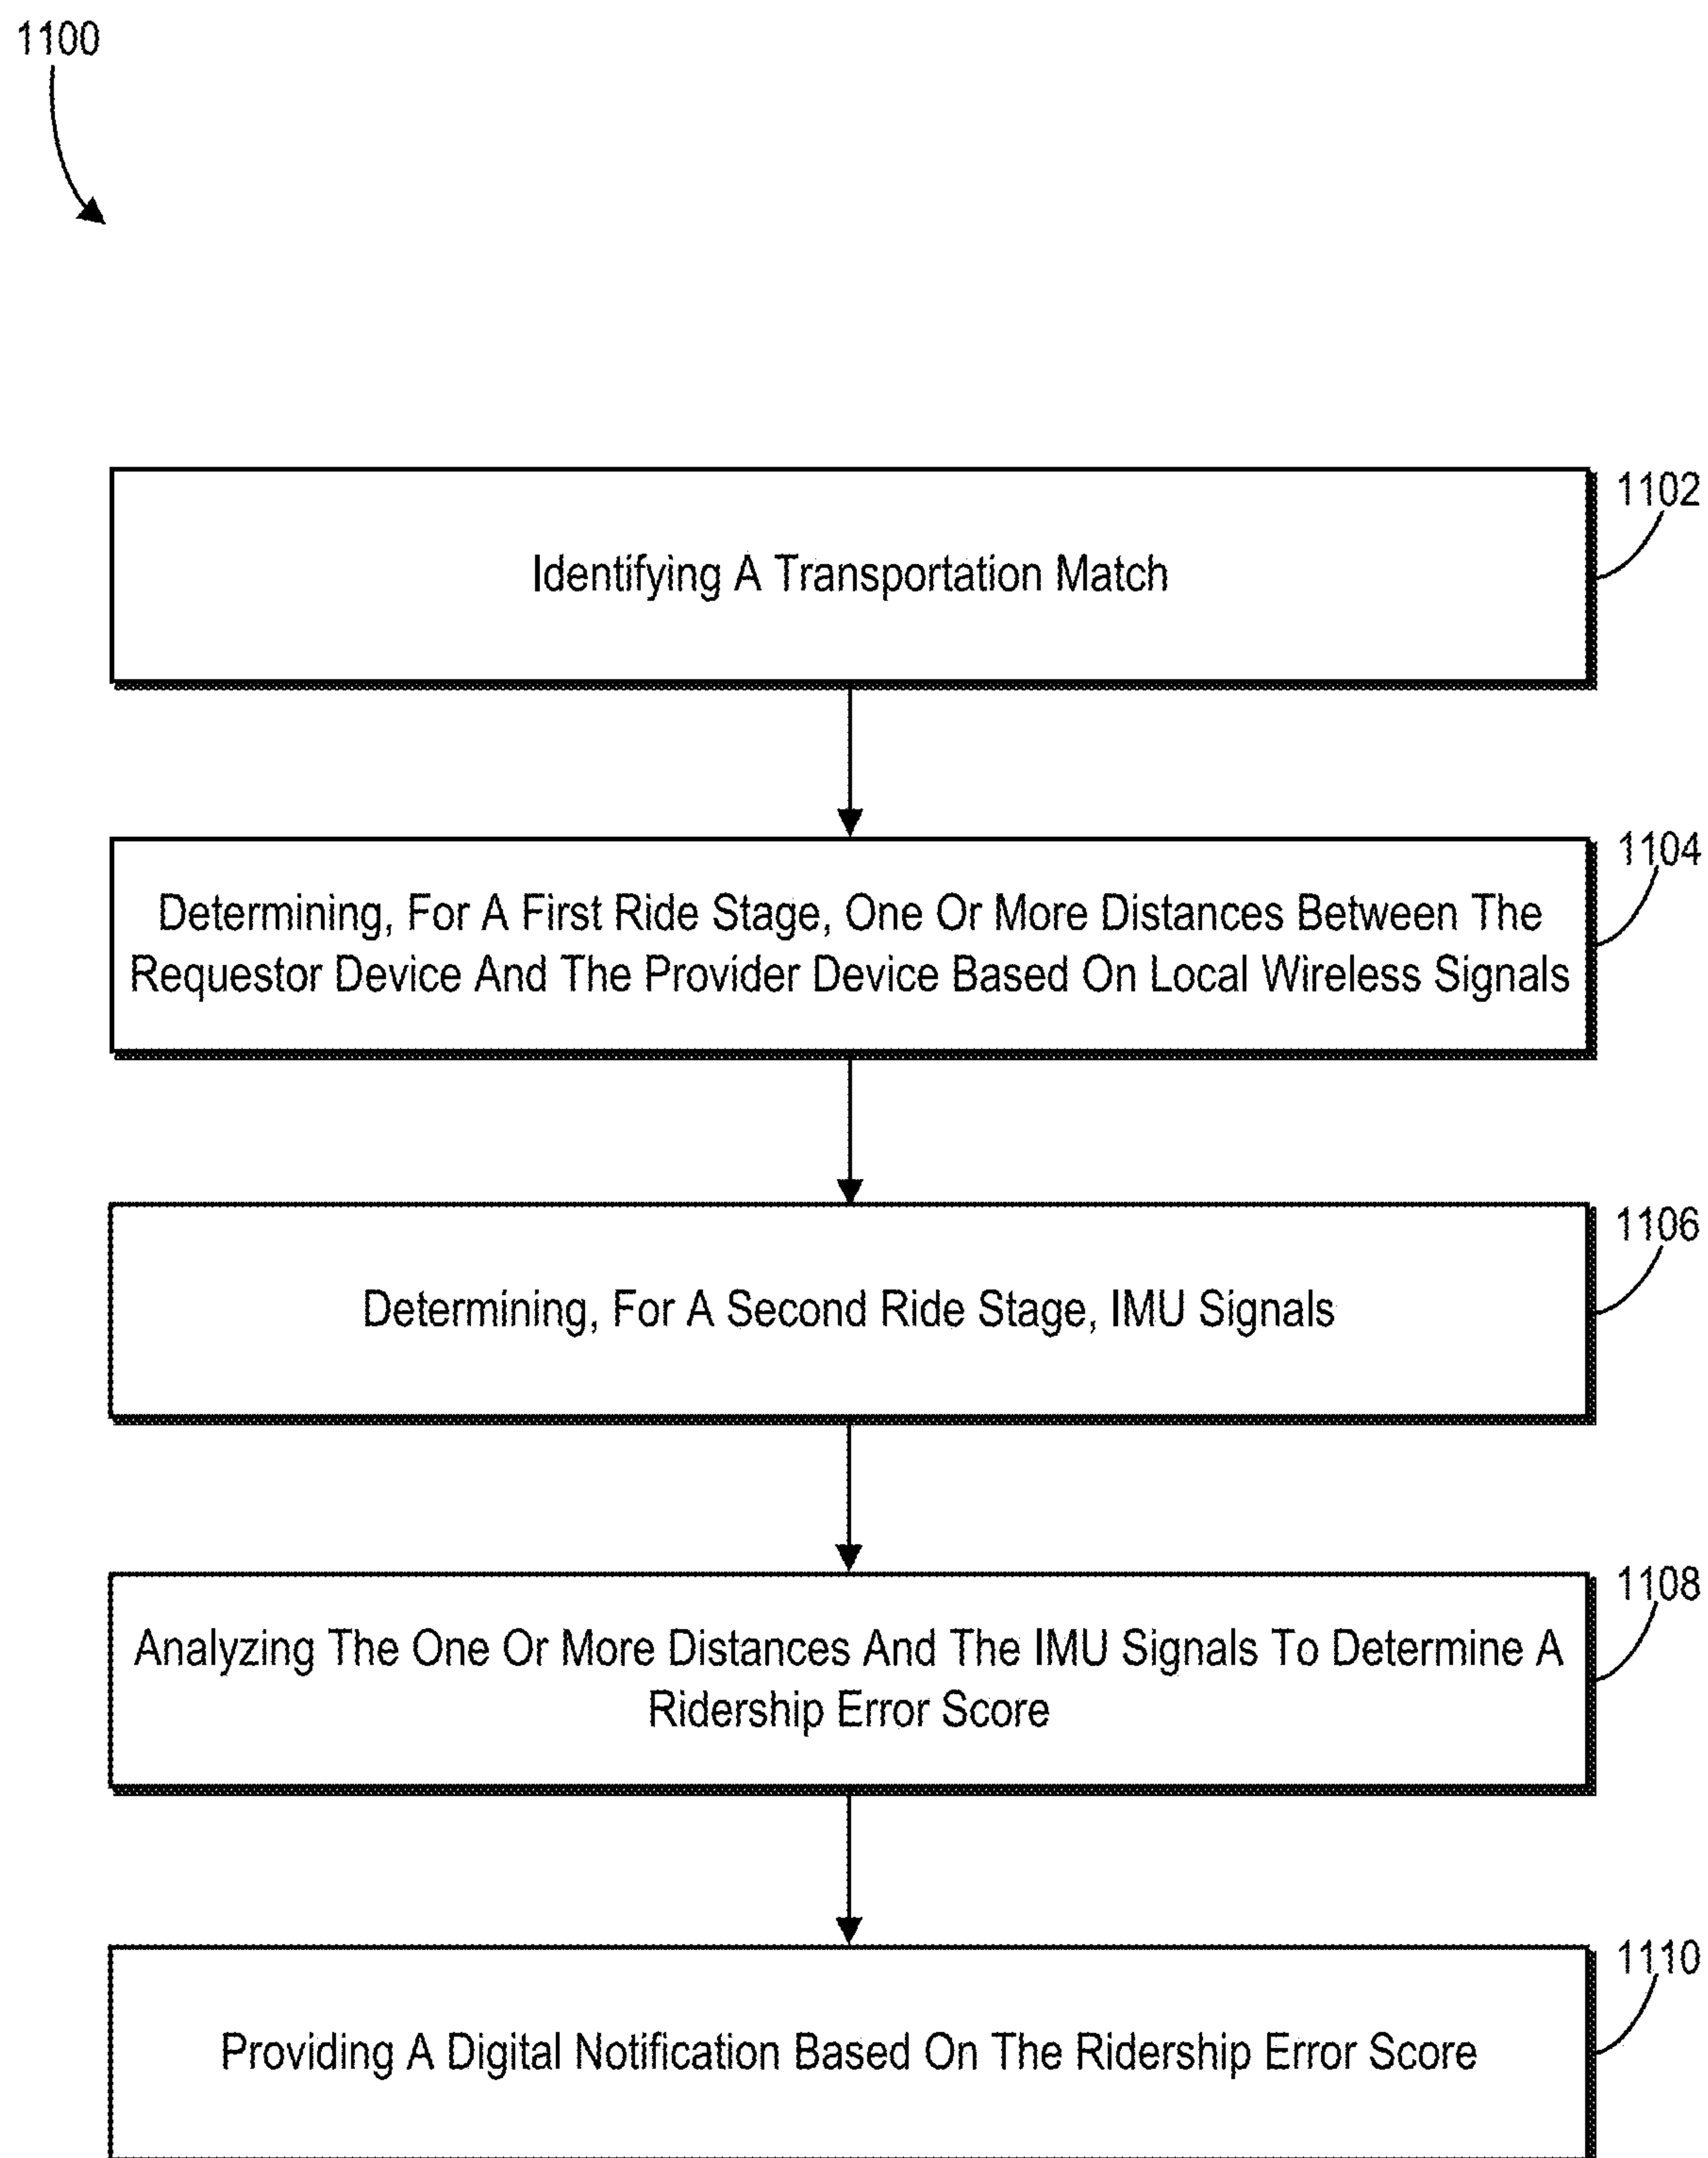 1100
1102
Identifying A Transportation Match
1104
Determining, For A First Ride Stage, One Or More Distances Between The
Requestor Device And The Provider Device Based On Local Wireless Signals
1106
Determining, For A Second Ride Stage, IMU Signals
1108
Analyzing The One Or More Distances And The IMU Signals To Determine A
Ridership Error Score
1110
Providing A Digital Notification Based On The Ridership Error Score